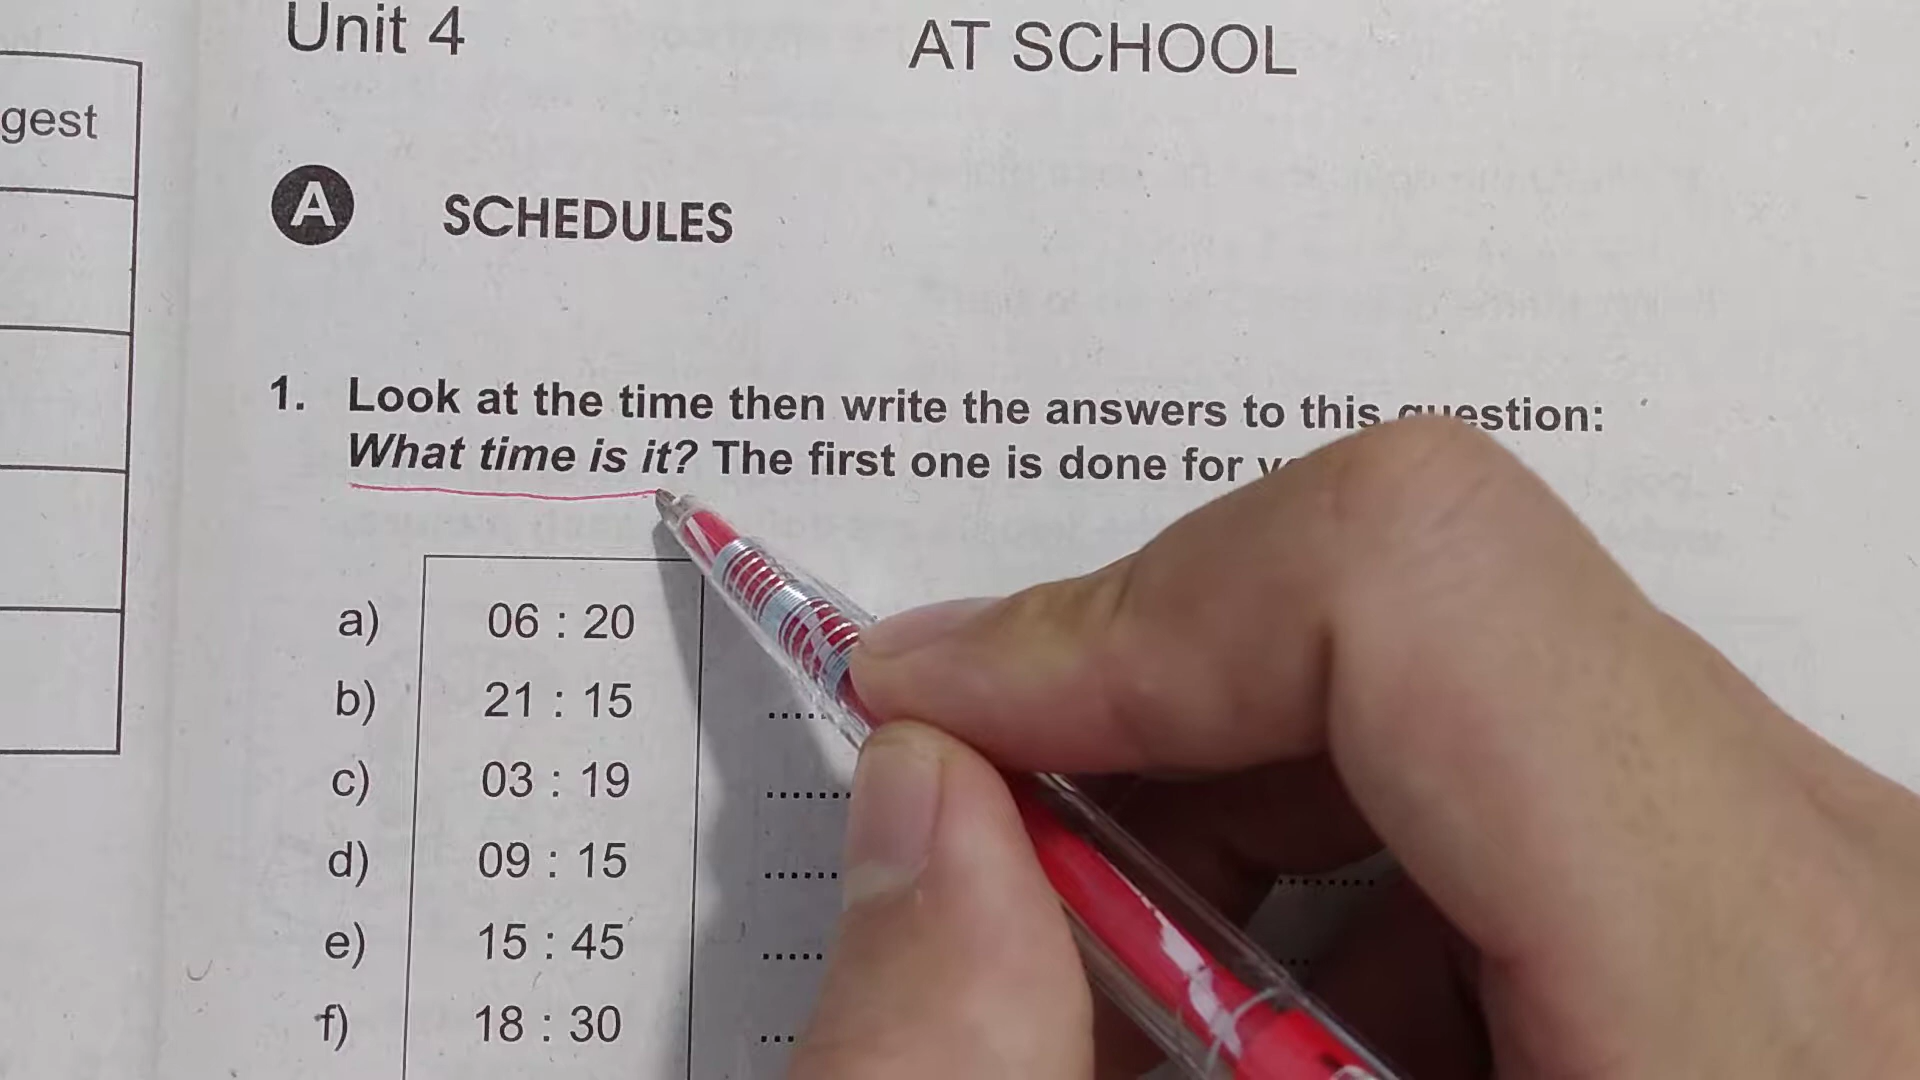 Unit 4 AT SCHOOL
gest
A SCHEDULES
1. Look at the time then write the answers to this question:
What time is it? The first one is done for
a) 06 : 20
b) 21 : 15 .....
c) 03 : 19 .......
d) 09 : 15 ......
e) 15 : 45 .....
f) 18 : 30 ...